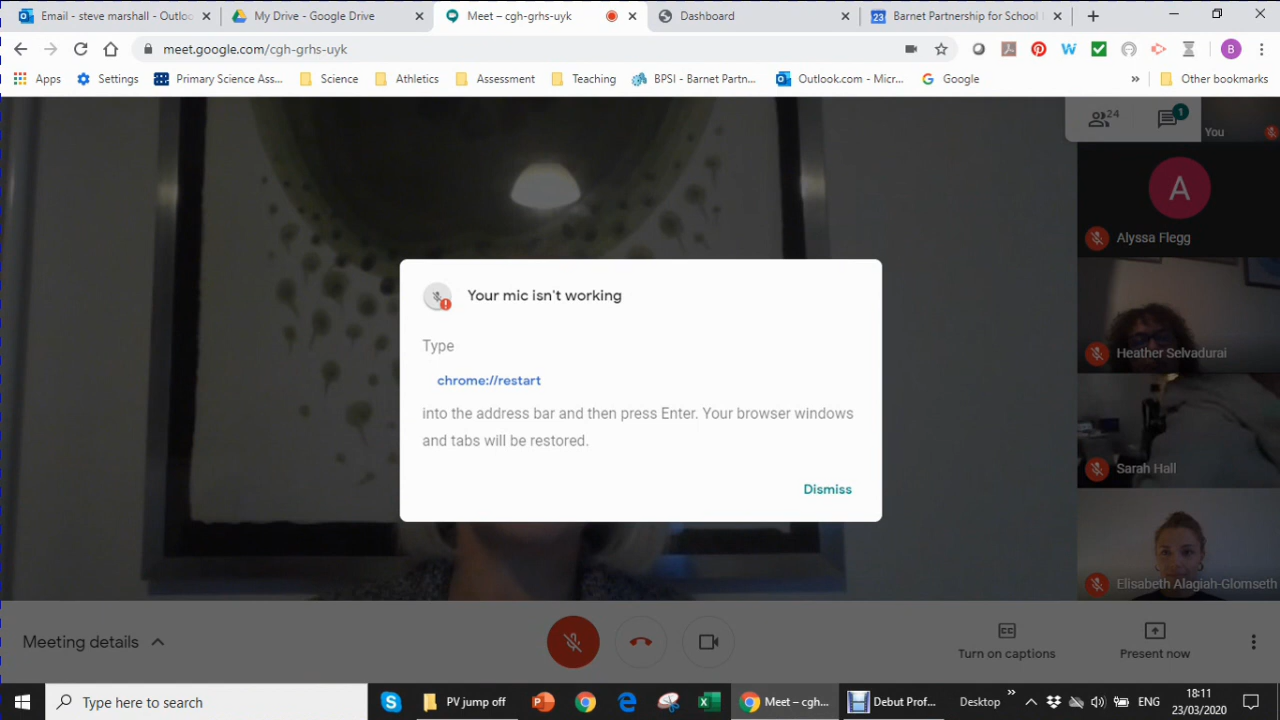 Email - steve marshall - Outloo
My Drive - Google Drive
Meet – cgh-grhs-uyk
Dashboard
23 Barnet Partnership for School I
meet.google.com/cgh-grhs-uyk
B
Apps
Settings
Primary Science Ass...
Science
Athletics
Assessment
Teaching
BPSI - Barnet Partn...
Outlook.com - Micr...
Google
»
Other bookmarks
24
1
You
A
Alyssa Flegg
Heather Selvadurai
Sarah Hall
Elisabeth Alagiah-Glomseth
Your mic isn't working
Type
chrome://restart
into the address bar and then press Enter. Your browser windows
and tabs will be restored.
Dismiss
Meeting details
Turn on captions
Present now
Type here to search
PV jump off
Meet – cgh-...
Debut Prof...
Desktop
»
ENG
18:11
23/03/2020